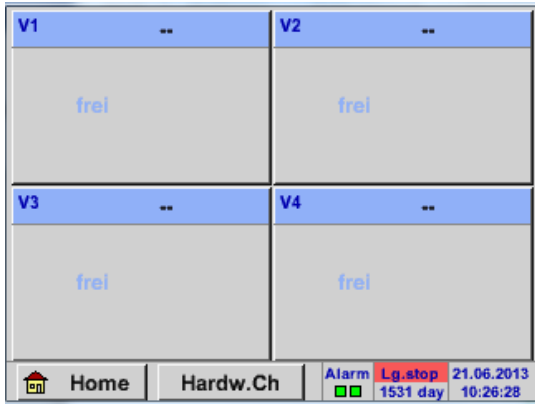 V1 --
V2 --
frei
frei
V3 --
V4 --
frei
frei
Home
Hardw.Ch
Alarm
Lg.stop
1531 day
21.06.2013
10:26:28